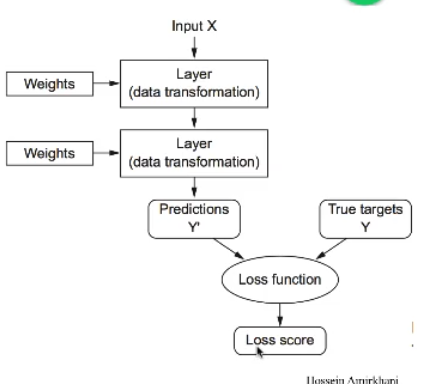 Input X
Layer
(data transformation)
Weights
Layer
(data transformation)
Weights
Predictions
Y'
True targets
Y
Loss function
Loss score
Hossein Amirkhani